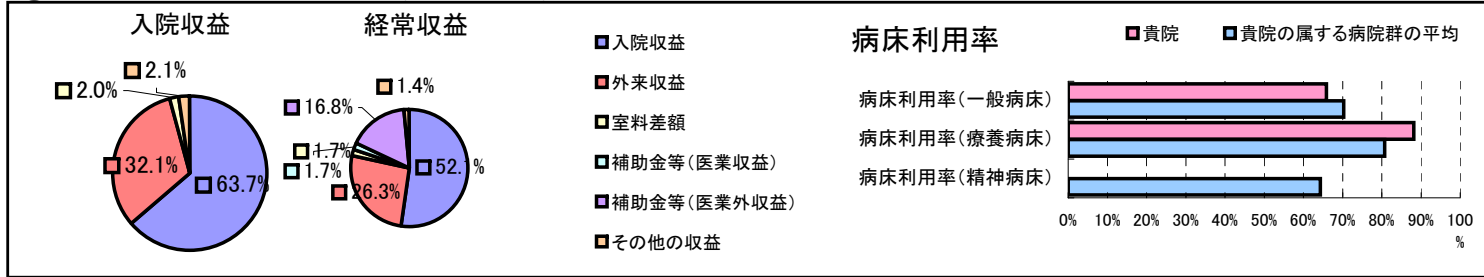 入院収益
2.1%
2.0%
32.1%
63.7%
経常収益
1.4%
16.8%
1.7%
1.7%
26.3%
入院収益
外来収益
室料差額
補助金等(医業収益)
補助金等(医業外収益)
その他の収益
病床利用率
貴院
貴院の属する病院群の平均
病床利用率(一般病床)
病床利用率(療養病床)
病床利用率(精神病床)
0% 10% 20% 30% 40% 50% 60% 70% 80% 90% 100
%